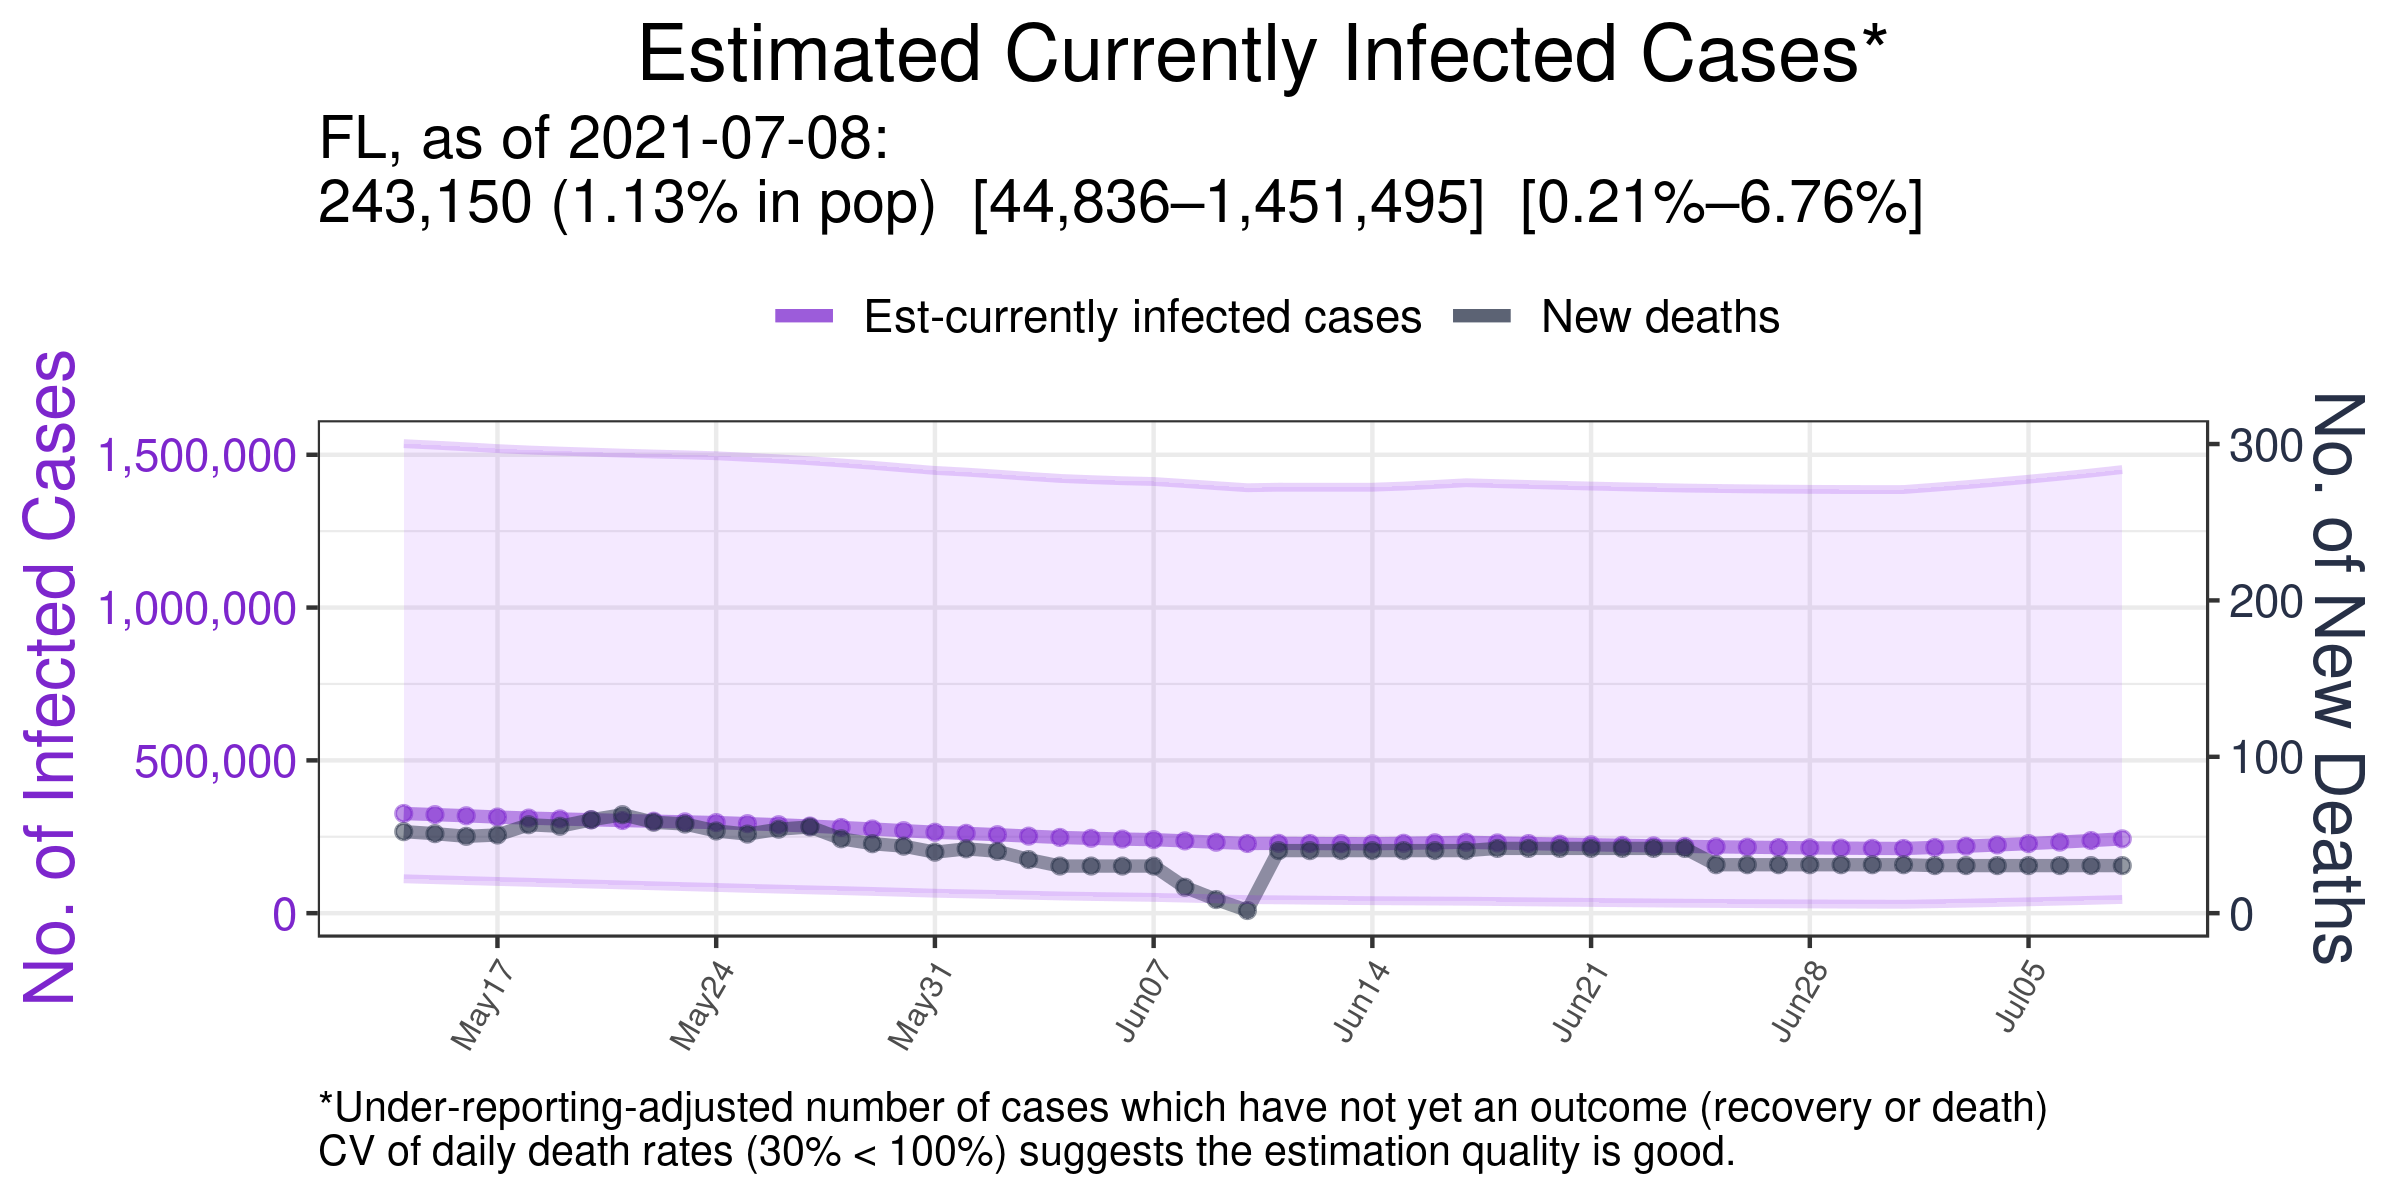 Estimated Currently Infected Cases*
FL, as of 2021-07-08:
243,150 (1.13% in pop)  [44,836–1,451,495]  [0.21%–6.76%]
Est-currently infected cases
New deaths
No. of Infected Cases
1,500,000
1,000,000
500,000
0
300
200
100
0
No. of New Deaths
May17
May24
May31
Jun07
Jun14
Jun21
Jun28
Jul05
*Under-reporting-adjusted number of cases which have not yet an outcome (recovery or death)
CV of daily death rates (30% < 100%) suggests the estimation quality is good.